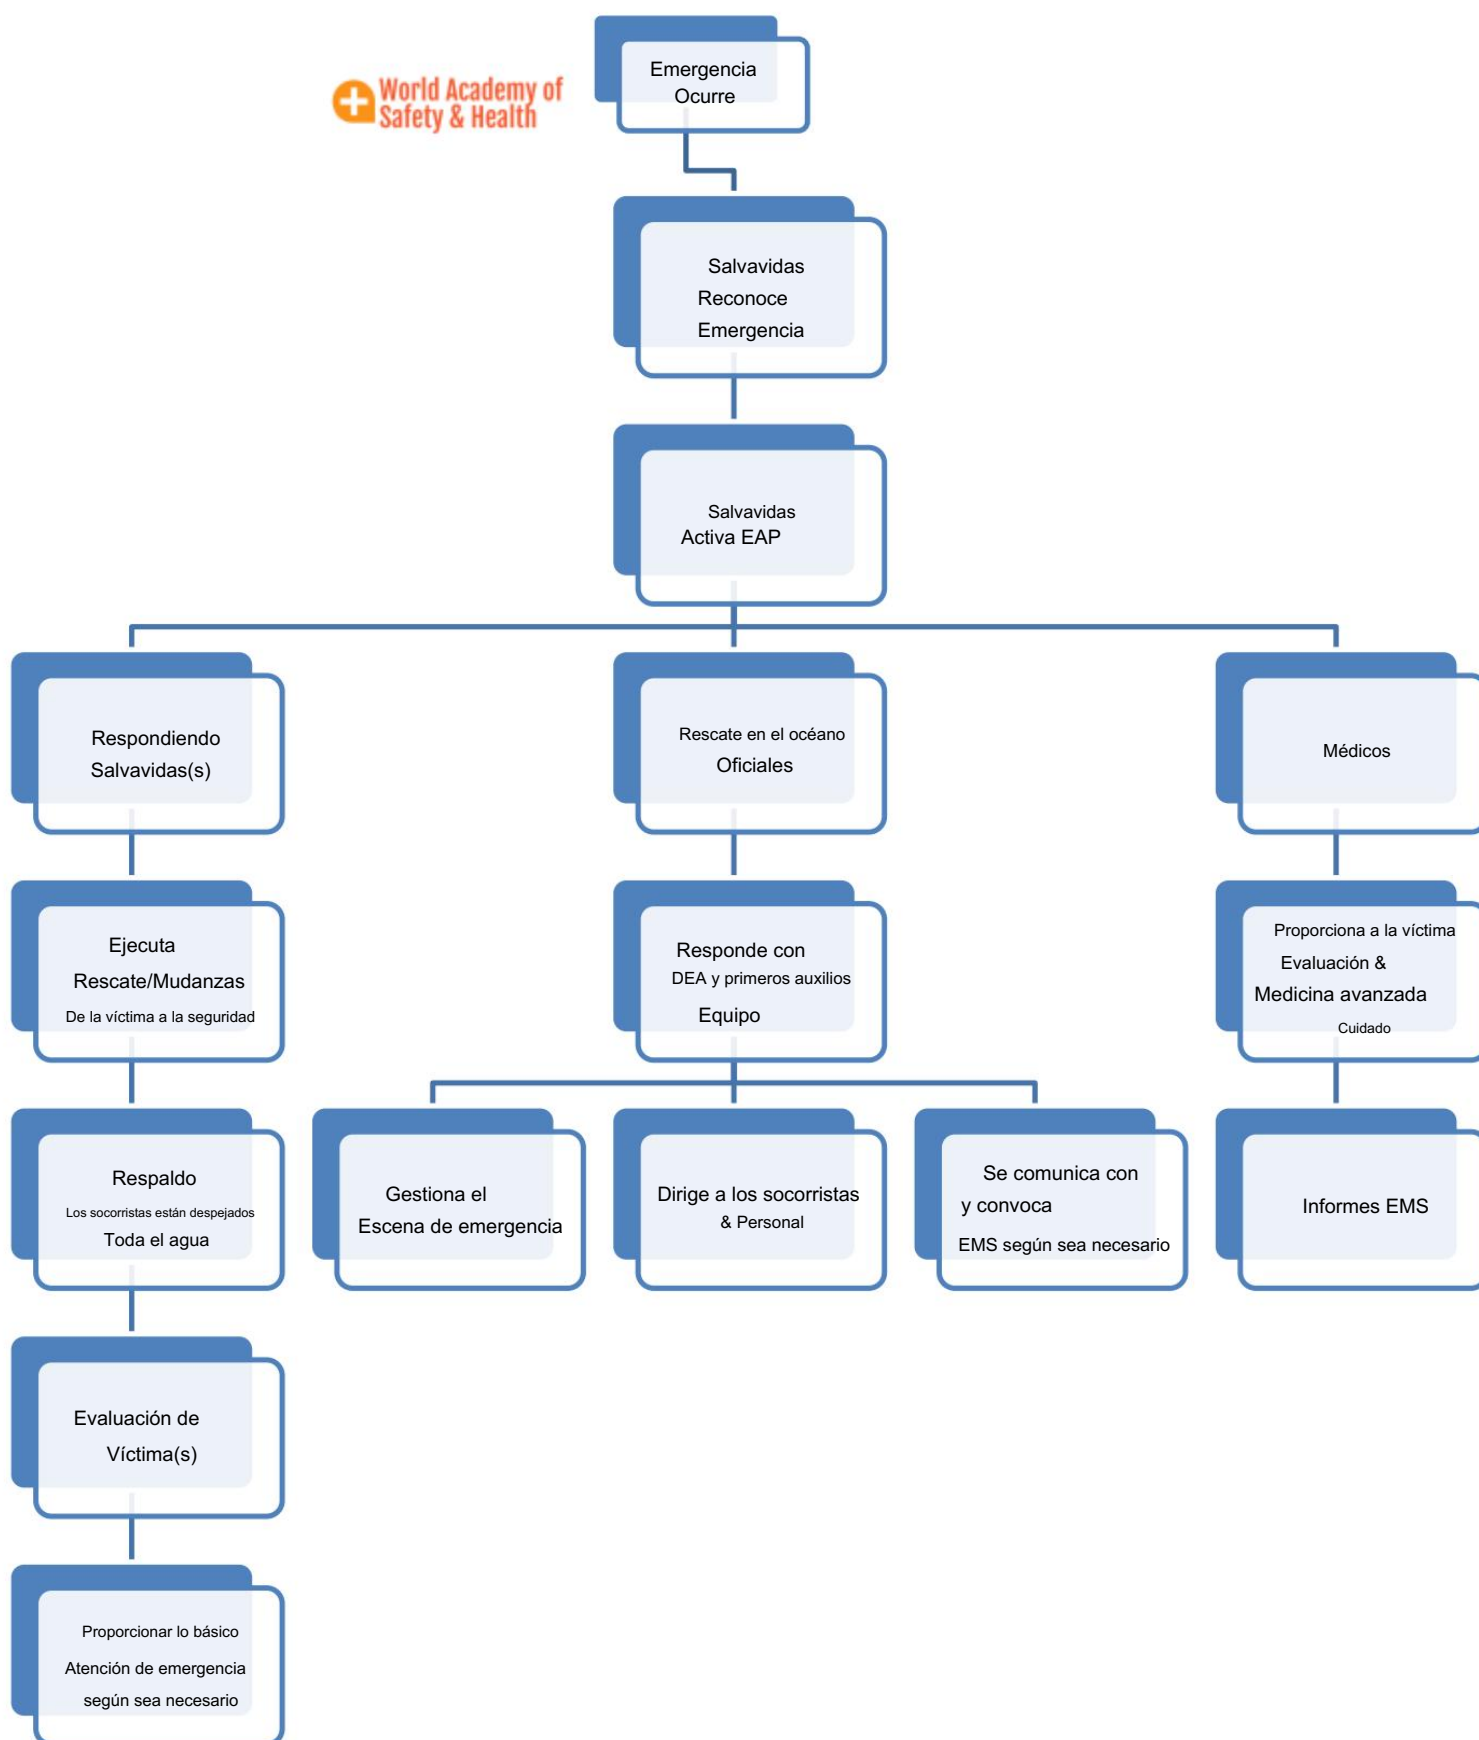 World Academy of
Safety & Health
Emergencia
Ocurre
Salvavidas
Reconoce
Emergencia
Salvavidas
Activa EAP
Respondiendo
Salvavidas(s)
Rescate en el océano
Oficiales
Médicos
Ejecuta
Rescate/Mudanzas
De la víctima a la seguridad
Responde con
DEA y primeros auxilios
Equipo
Proporciona a la víctima
Evaluación &
Medicina avanzada
Cuidado
Respaldo
Los socorristas están despejados
Toda el agua
Gestiona el
Escena de emergencia
Dirige a los socorristas
& Personal
Se comunica con
y convoca
EMS según sea necesario
Informes EMS
Evaluación de
Víctima(s)
Proporcionar lo básico
Atención de emergencia
según sea necesario